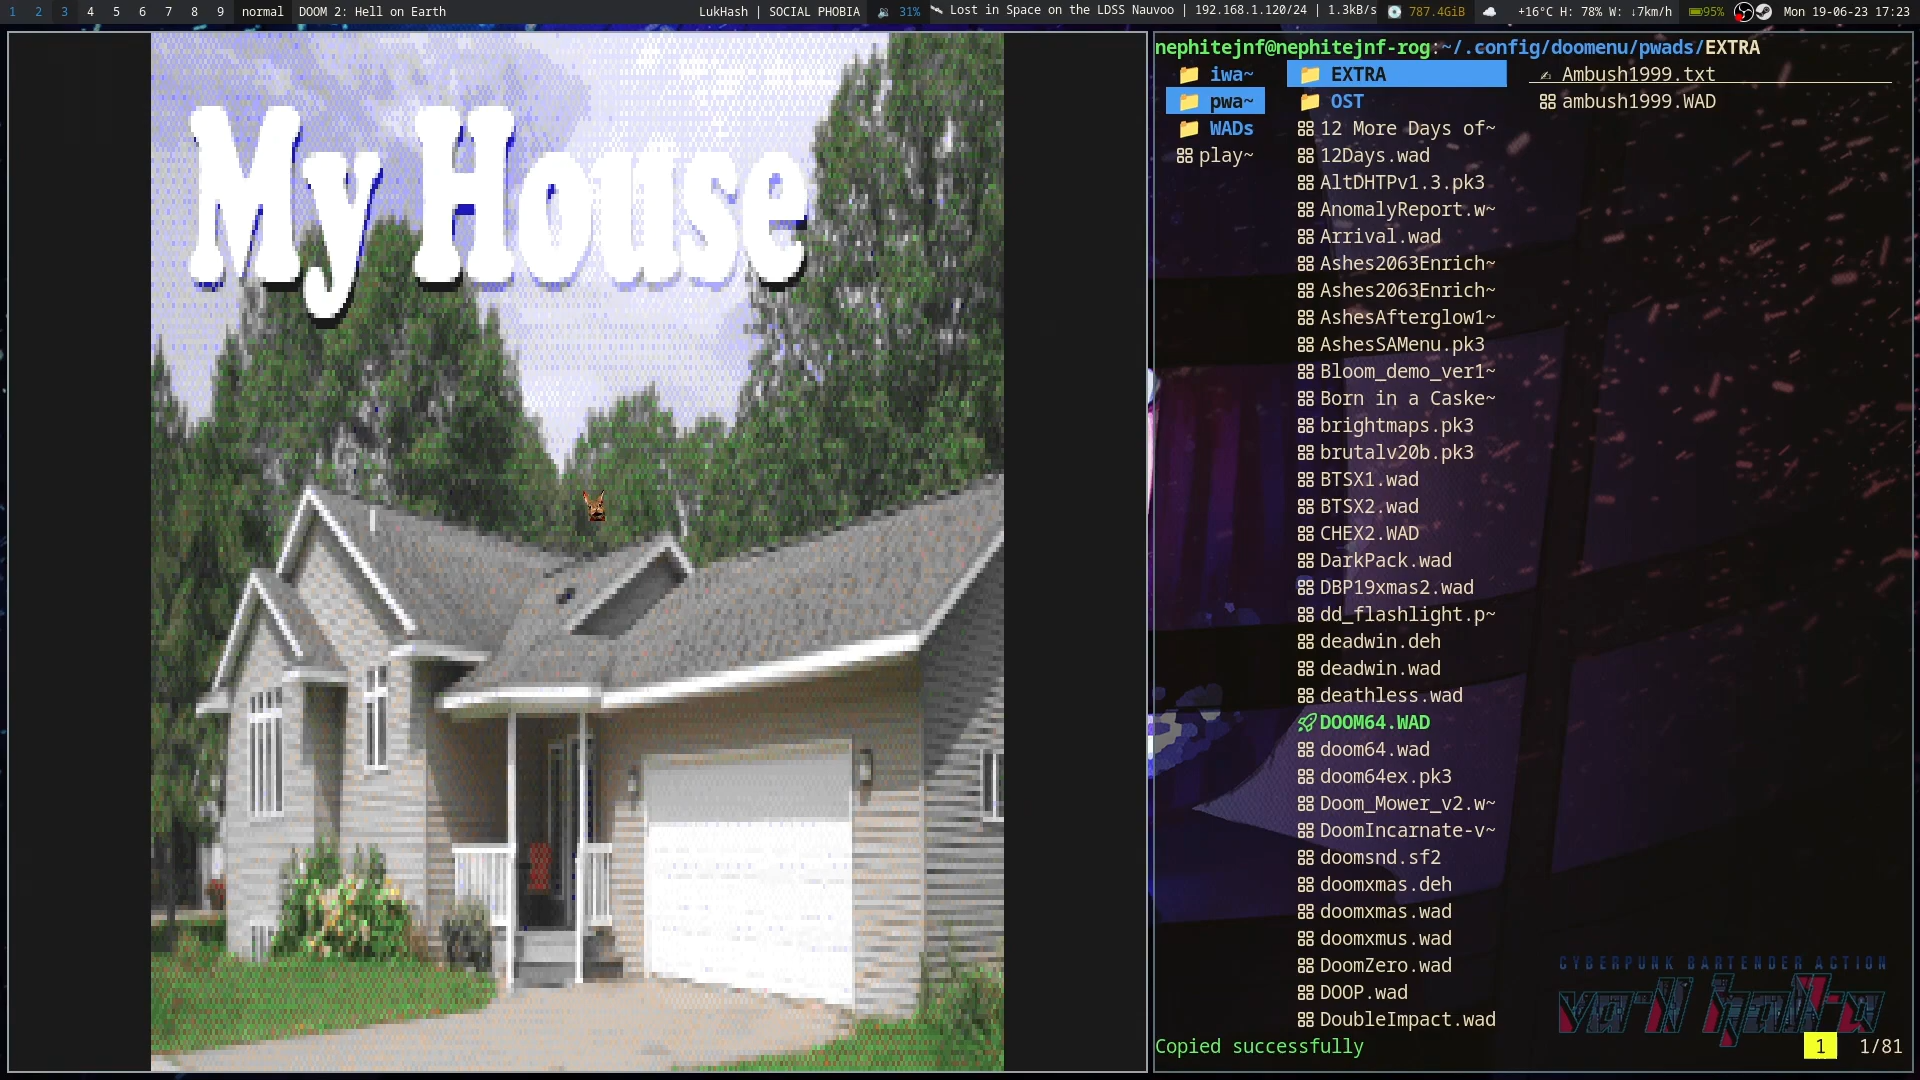 1 2 3 4 5 6 7 8 9 normal DOOM 2: Hell on Earth LukHash | SOCIAL PHOBIA 31% Lost in Space on the LDSS Nauvoo | 192.168.1.120/24 | 1.3kB/s 787.4GiB +16°C H: 78% W: ↓7km/h 95% Mon 19-06-23 17:23
My House
nephitejnf@nephitejnf-rog:~/.config/doomenu/pwads/EXTRA
iwa~ EXTRA Ambush1999.txt
pwa~ OST ambush1999.WAD
WADs 12 More Days of~
play~ 12Days.wad
AltDHTPv1.3.pk3
AnomalyReport.w~
Arrival.wad
Ashes2063Enrich~
Ashes2063Enrich~
AshesAfterglow1~
AshesSAMenu.pk3
Bloom_demo_ver1~
Born in a Caske~
brightmaps.pk3
brutalv20b.pk3
BTSX1.wad
BTSX2.wad
CHEX2.WAD
DarkPack.wad
DBP19xmas2.wad
dd_flashlight.p~
deadwin.deh
deadwin.wad
deathless.wad
DOOM64.WAD
doom64.wad
doom64ex.pk3
Doom_Mower_v2.w~
DoomIncarnate-v~
doomsnd.sf2
doomxmas.deh
doomxmas.wad
doomxmus.wad
DoomZero.wad
DOOP.wad
DoubleImpact.wad
CYBERPUNK BARTENDER ACTION
va11 hall-a
Copied successfully 1 1/81